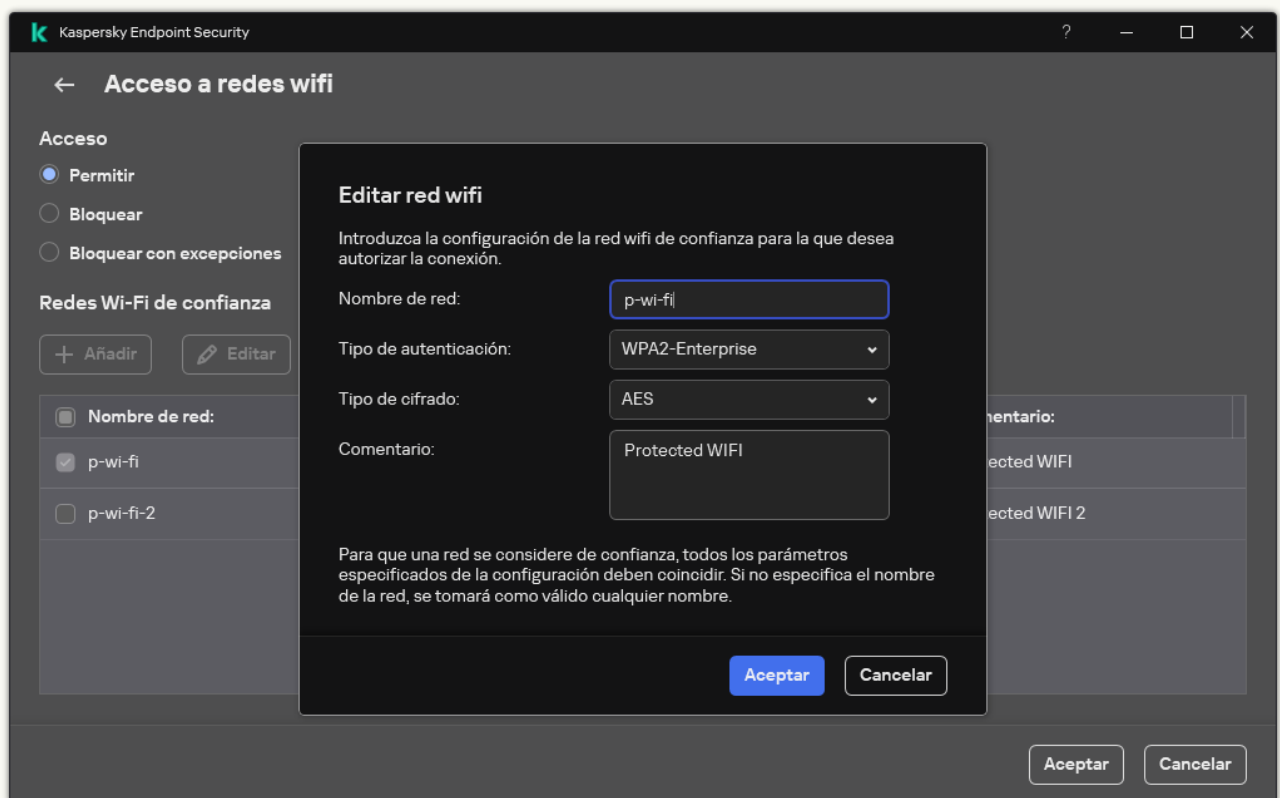 Kaspersky Endpoint Security
?
Acceso a redes wifi
Acceso
Permitir
Bloquear
Bloquear con excepciones
Redes Wi-Fi de confianza
Añadir
Editar
Nombre de red:
p-wi-fi
p-wi-fi-2
Editar red wifi
Introduzca la configuración de la red wifi de confianza para la que desea
autorizar la conexión.
Nombre de red:
p-wi-fi
Tipo de autenticación:
WPA2-Enterprise
Tipo de cifrado:
AES
Comentario:
Protected WIFI
Para que una red se considere de confianza, todos los parámetros
especificados de la configuración deben coincidir. Si no especifica el nombre
de la red, se tomará como válido cualquier nombre.
Aceptar
Cancelar
entario:
ected WIFI
ected WIFI 2
Aceptar
Cancelar